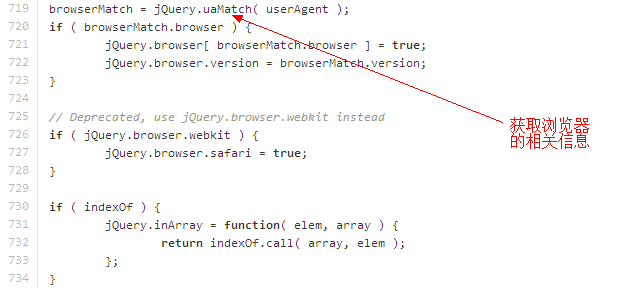 719 browserMatch = jQuery.uaMatch( userAgent );
720 if ( browserMatch.browser ) {
721 jQuery.browser[ browserMatch.browser ] = true;
722 jQuery.browser.version = browserMatch.version;
723 }
724
725 // Deprecated, use jQuery.browser.webkit instead
726 if ( jQuery.browser.webkit ) {
727 jQuery.browser.safari = true;
728 }
729
730 if ( indexOf ) {
731 jQuery.inArray = function( elem, array ) {
732 return indexOf.call( array, elem );
733 };
734 }
获取浏览器
的相关信息